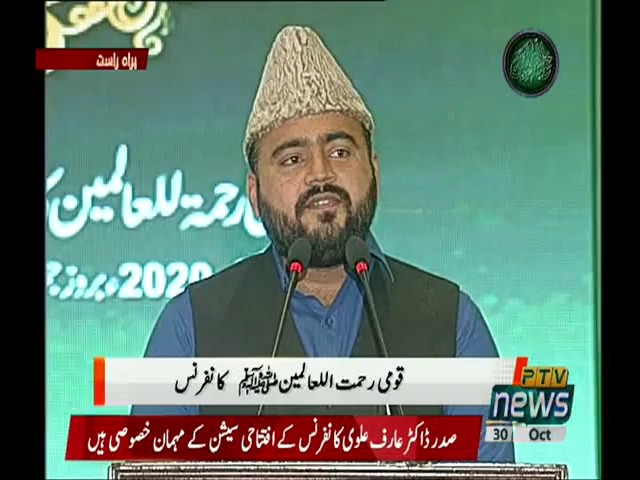 براہ راست
رحمۃ للعالمین
2020ء بروز
قومی رحمت اللعالمین ﷺ کانفرنس
صدر ڈاکٹر عارف علوی کانفرنس کے افتتاحی سیشن کے مہمان خصوصی ہیں
PTV
news
30 Oct